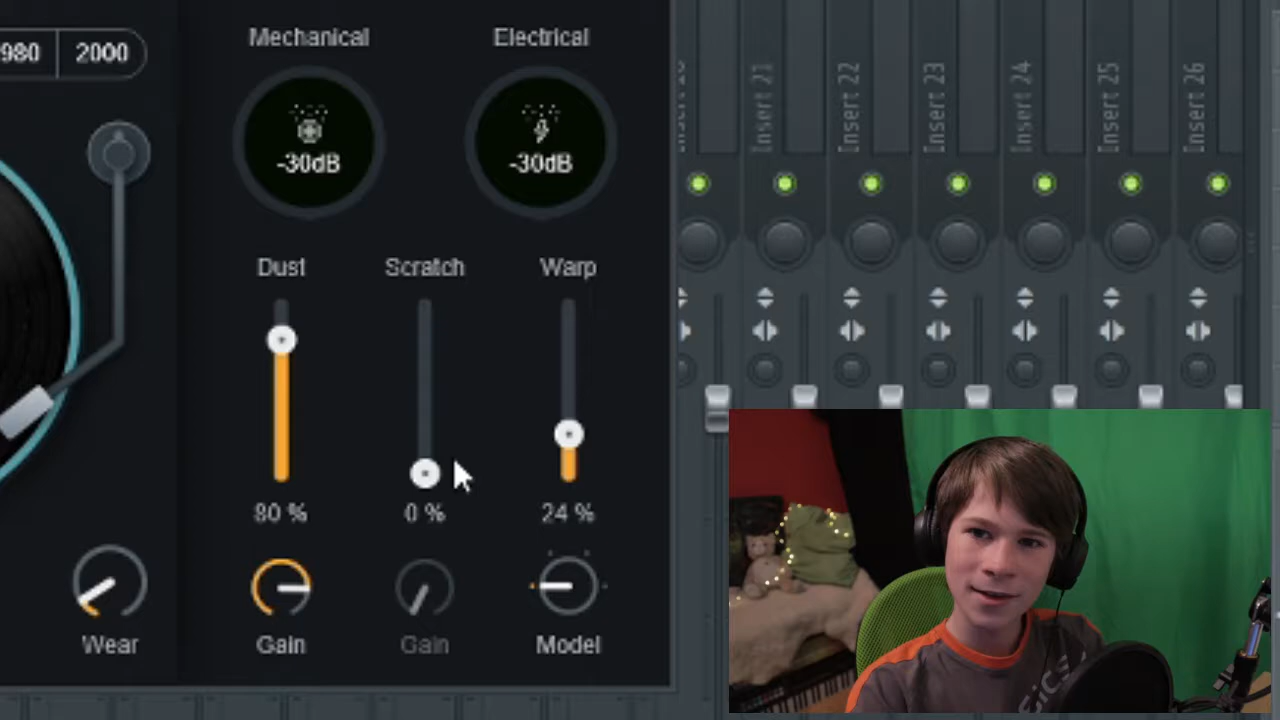 980 2000
Mechanical Electrical
-30dB -30dB
Dust Scratch Warp
80 % 0 % 24 %
Wear Gain Gain Model
Insert 21
Insert 22
Insert 23
Insert 24
Insert 25
Insert 26